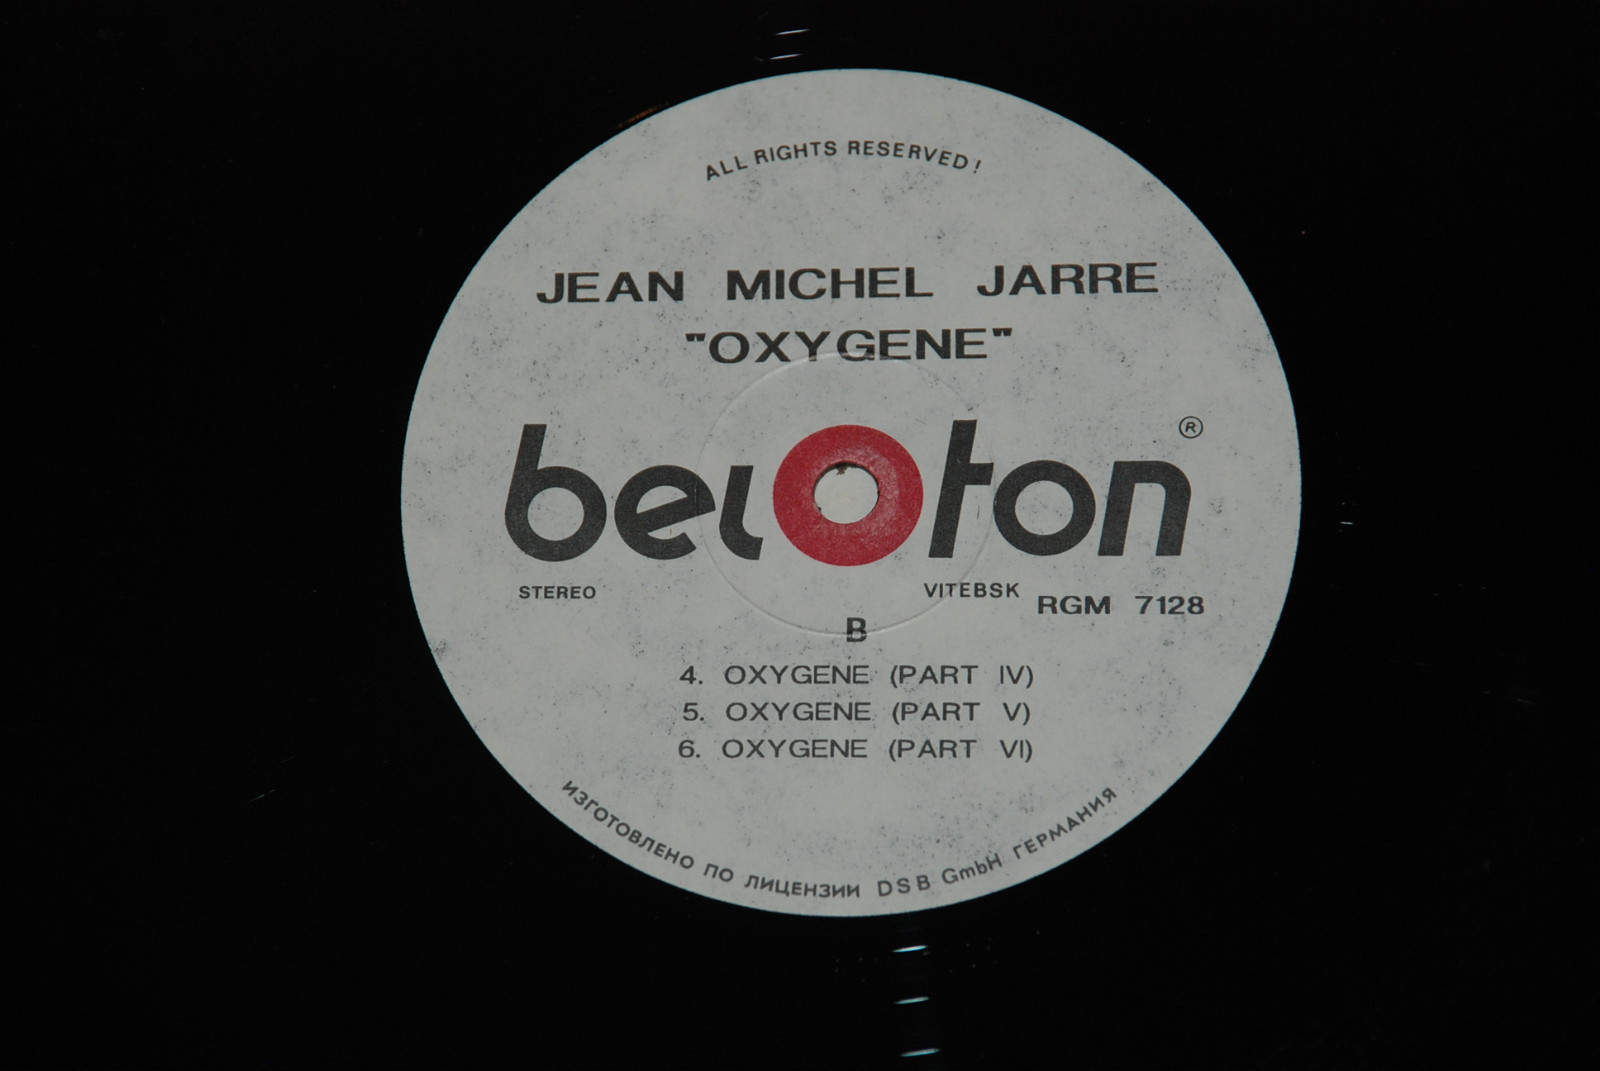 ALL RIGHTS RESERVED!
JEAN MICHEL JARRE
"OXYGENE"
beloton ®
STEREO VITEBSK RGM 7128
B
4. OXYGENE (PART IV)
5. OXYGENE (PART V)
6. OXYGENE (PART VI)
ИЗГОТОВЛЕНО ПО ЛИЦЕНЗИИ DSB GmbH ГЕРМАНИЯ